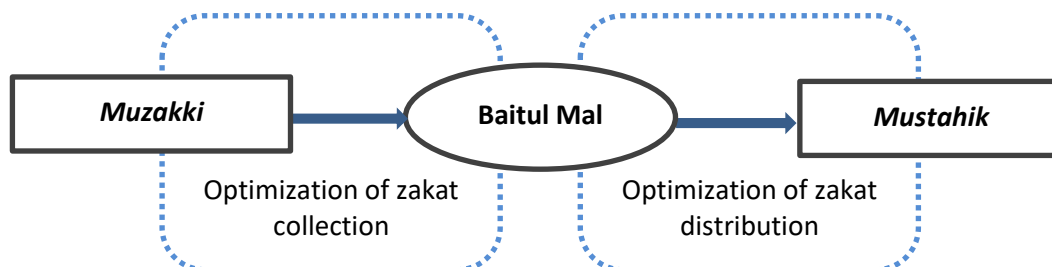 Muzakki
Baitul Mal
Mustahik
Optimization of zakat
collection
Optimization of zakat
distribution